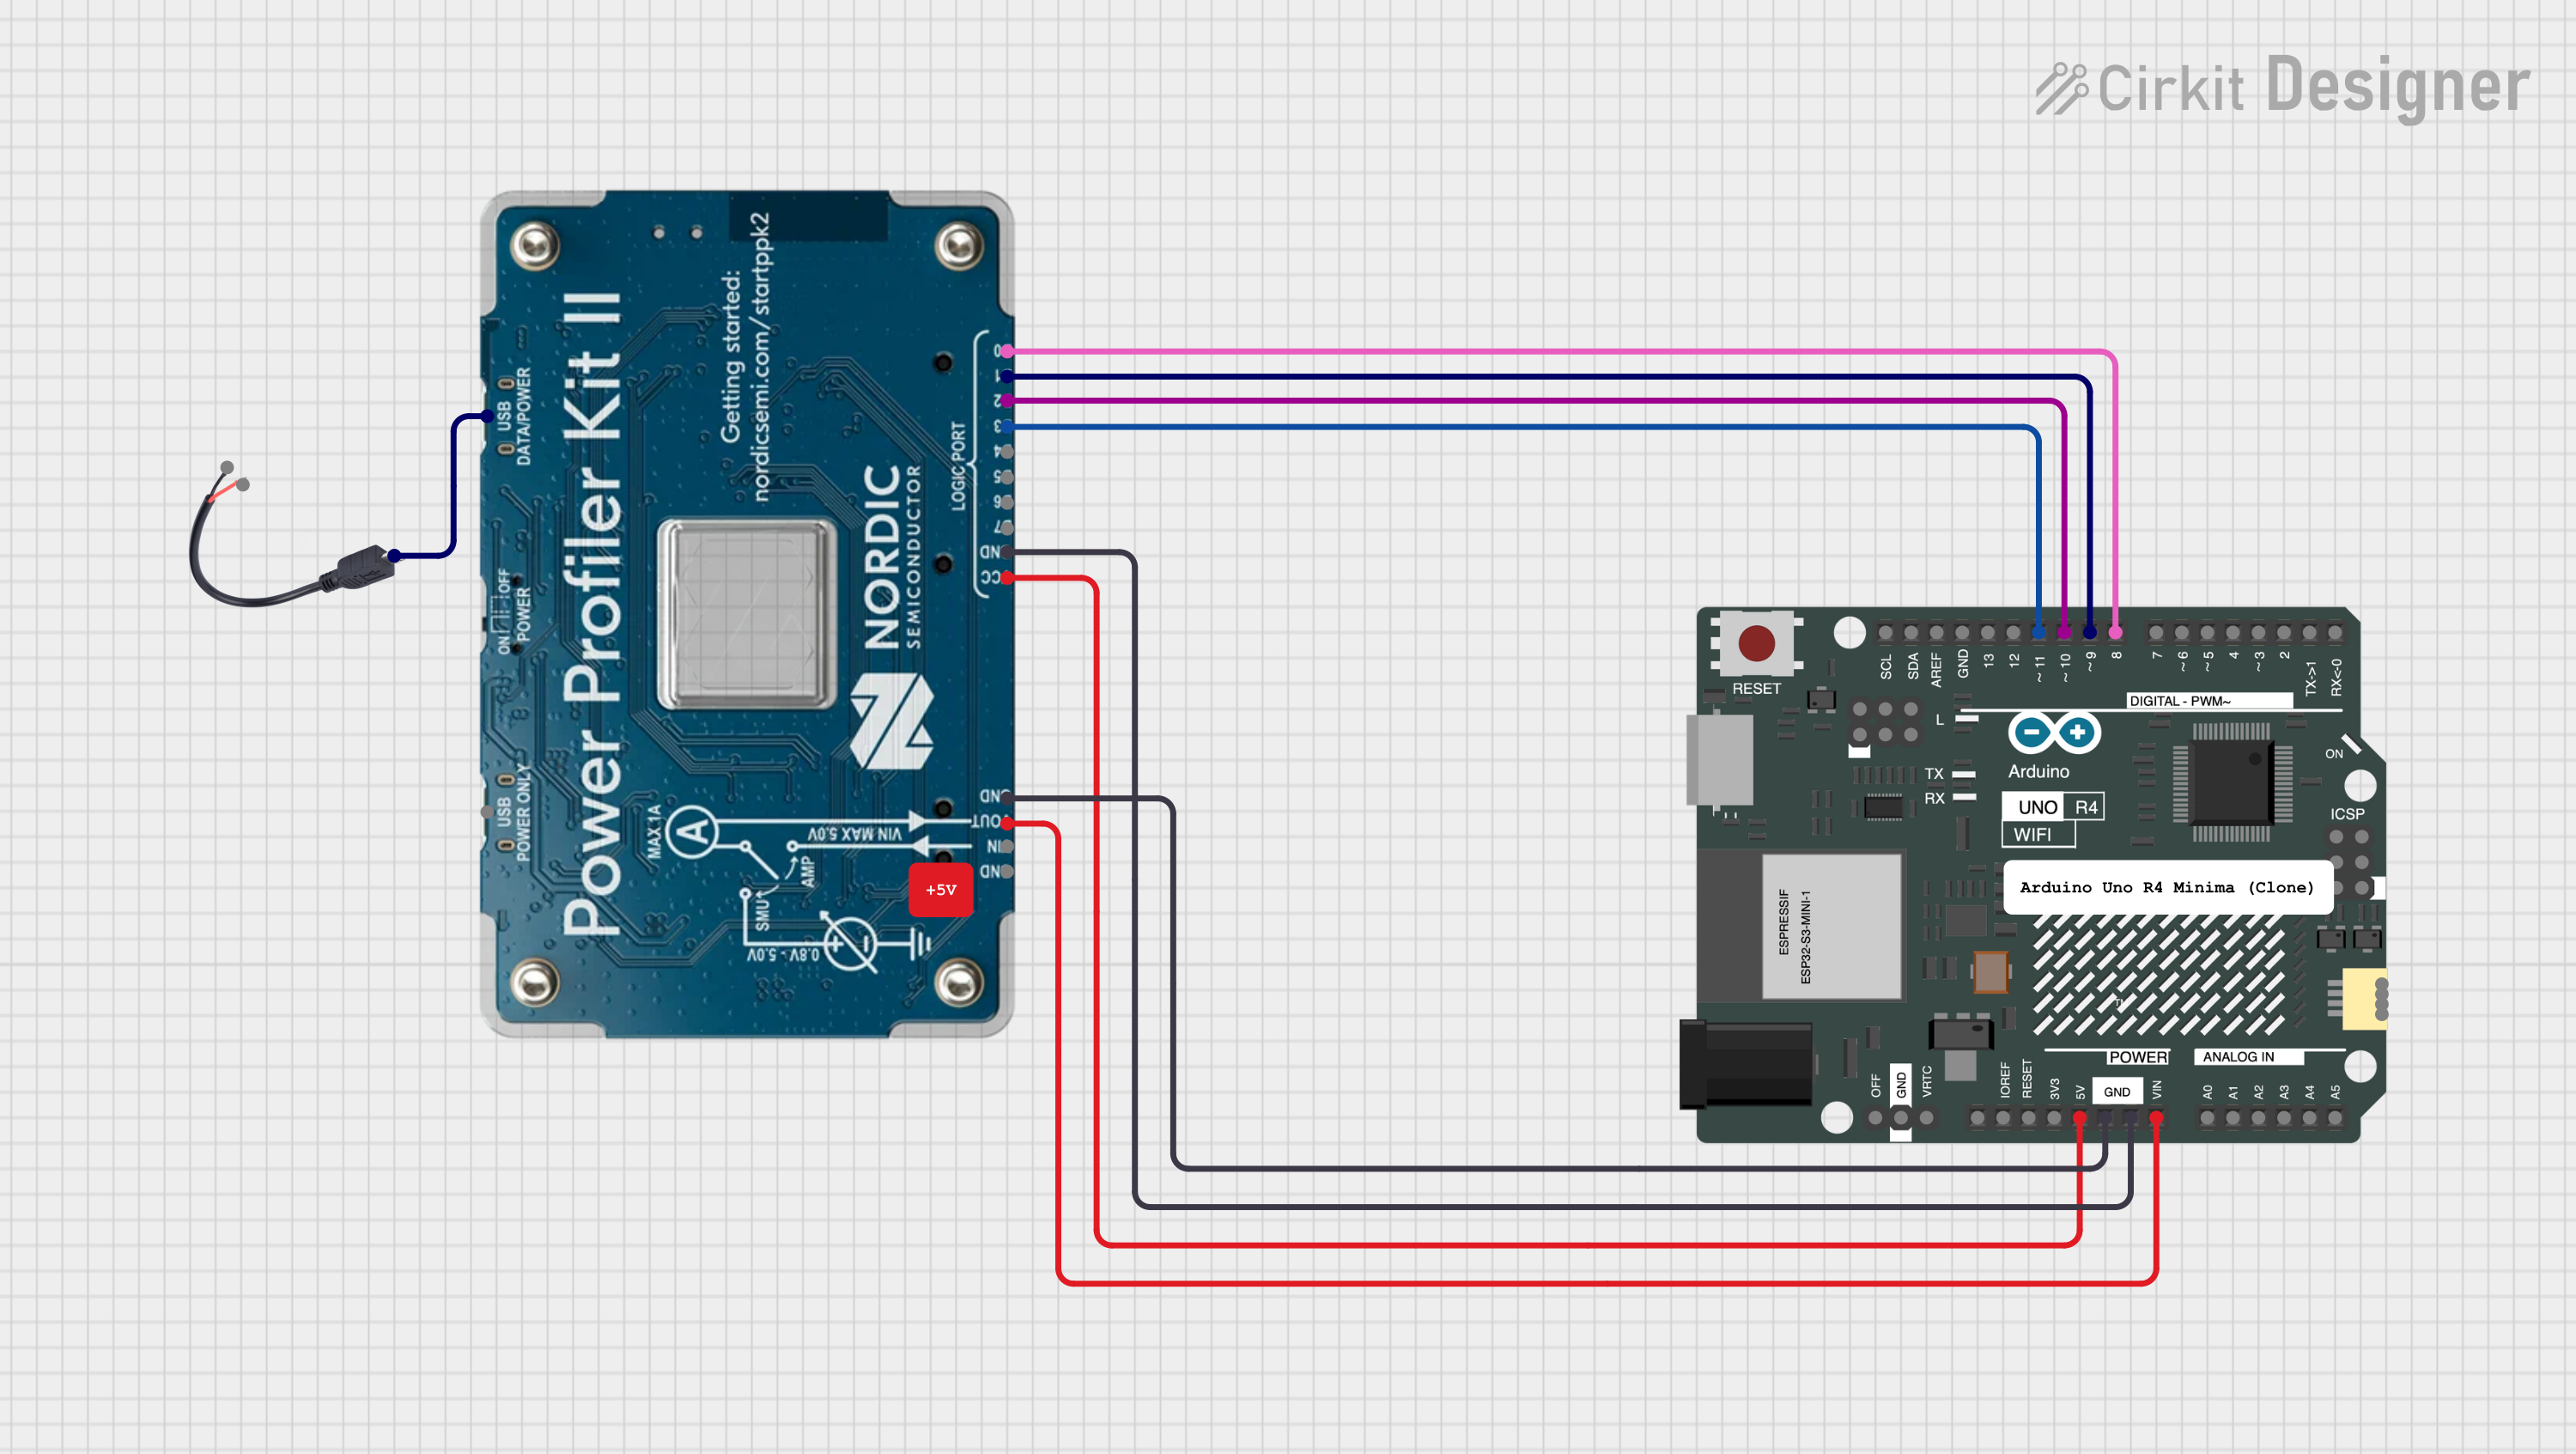 Cirkit Designer
Getting started:
nordicsemi.com/startppk2
Power Profiler Kit II
USB
DATA/POWER
ON
OFF
POWER
USB
POWER ONLY
NORDIC
SEMICONDUCTOR
LOGIC PORT
0
1
2
3
4
5
6
7
GND
VOUT
VIN
GND
MAX 1A
A
VIN MAX 5.0V
AMP
SMU
0.8V - 5.0V
+5V
RESET
SCL
SDA
AREF
GND
13
12
~ 11
~ 10
~ 9
8
7
~ 6
~ 5
4
~ 3
2
TX->1
RX<-0
DIGITAL - PWM~
L
TX
RX
Arduino
UNO R4
WIFI
ON
ICSP
Arduino Uno R4 Minima (Clone)
ESPRESSIF
ESP32-S3-MINI-1
POWER
ANALOG IN
OFF
GND
VRTC
IOREF
RESET
3V3
5V
GND
VIN
A0
A1
A2
A3
A4
A5